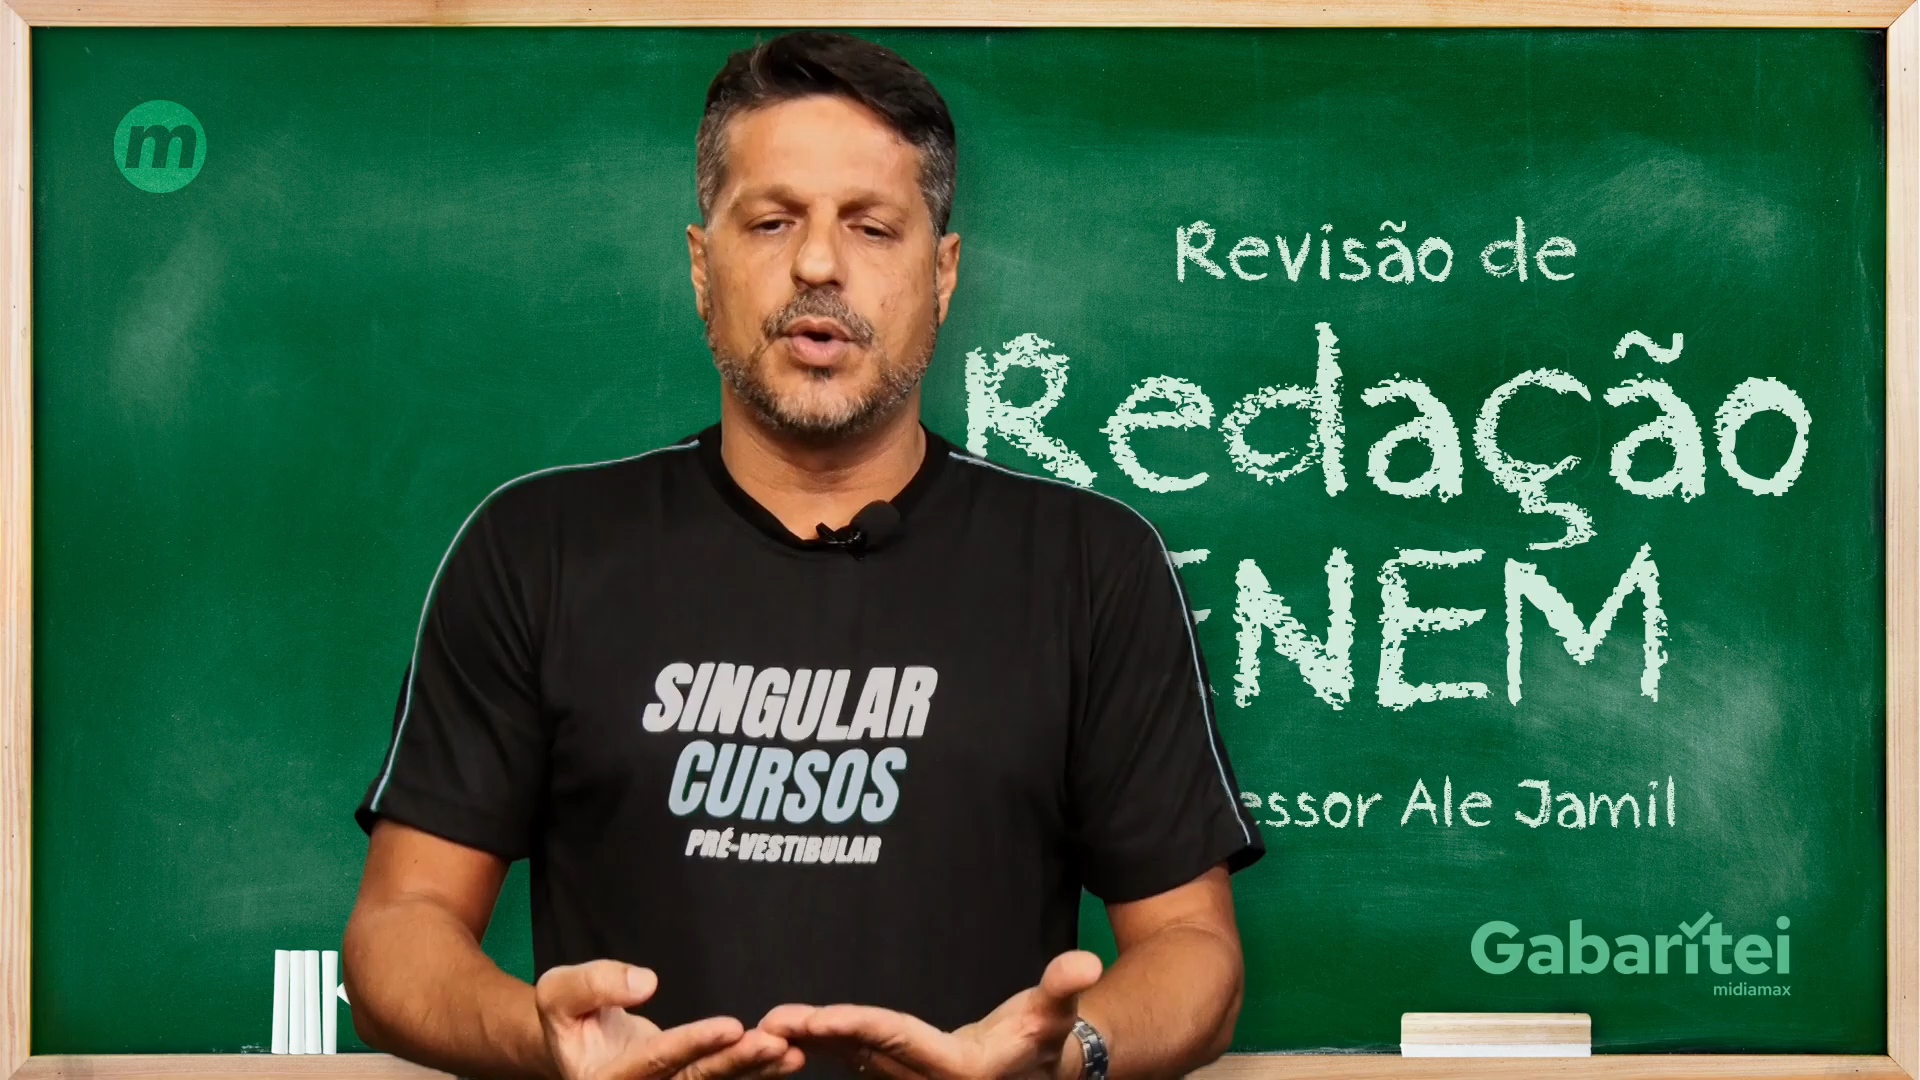 m
Revisão de
Redação
ENEM
essor Ale Jamil
SINGULAR
CURSOS
PRÉ-VESTIBULAR
Gabaritei
midiamax